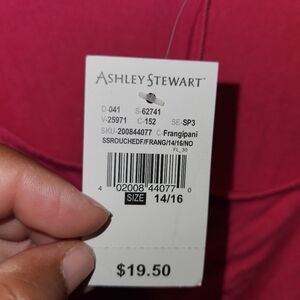 ASHLEY STEWART
D-041 S-62741
V-25971 C-152 SE-SP3
SKU-200844077 C-Frangipani
SSROUCHEDF/FRANG/14/16/NO
FL_30
4 02008 44077 0
SIZE 14/16
$19.50